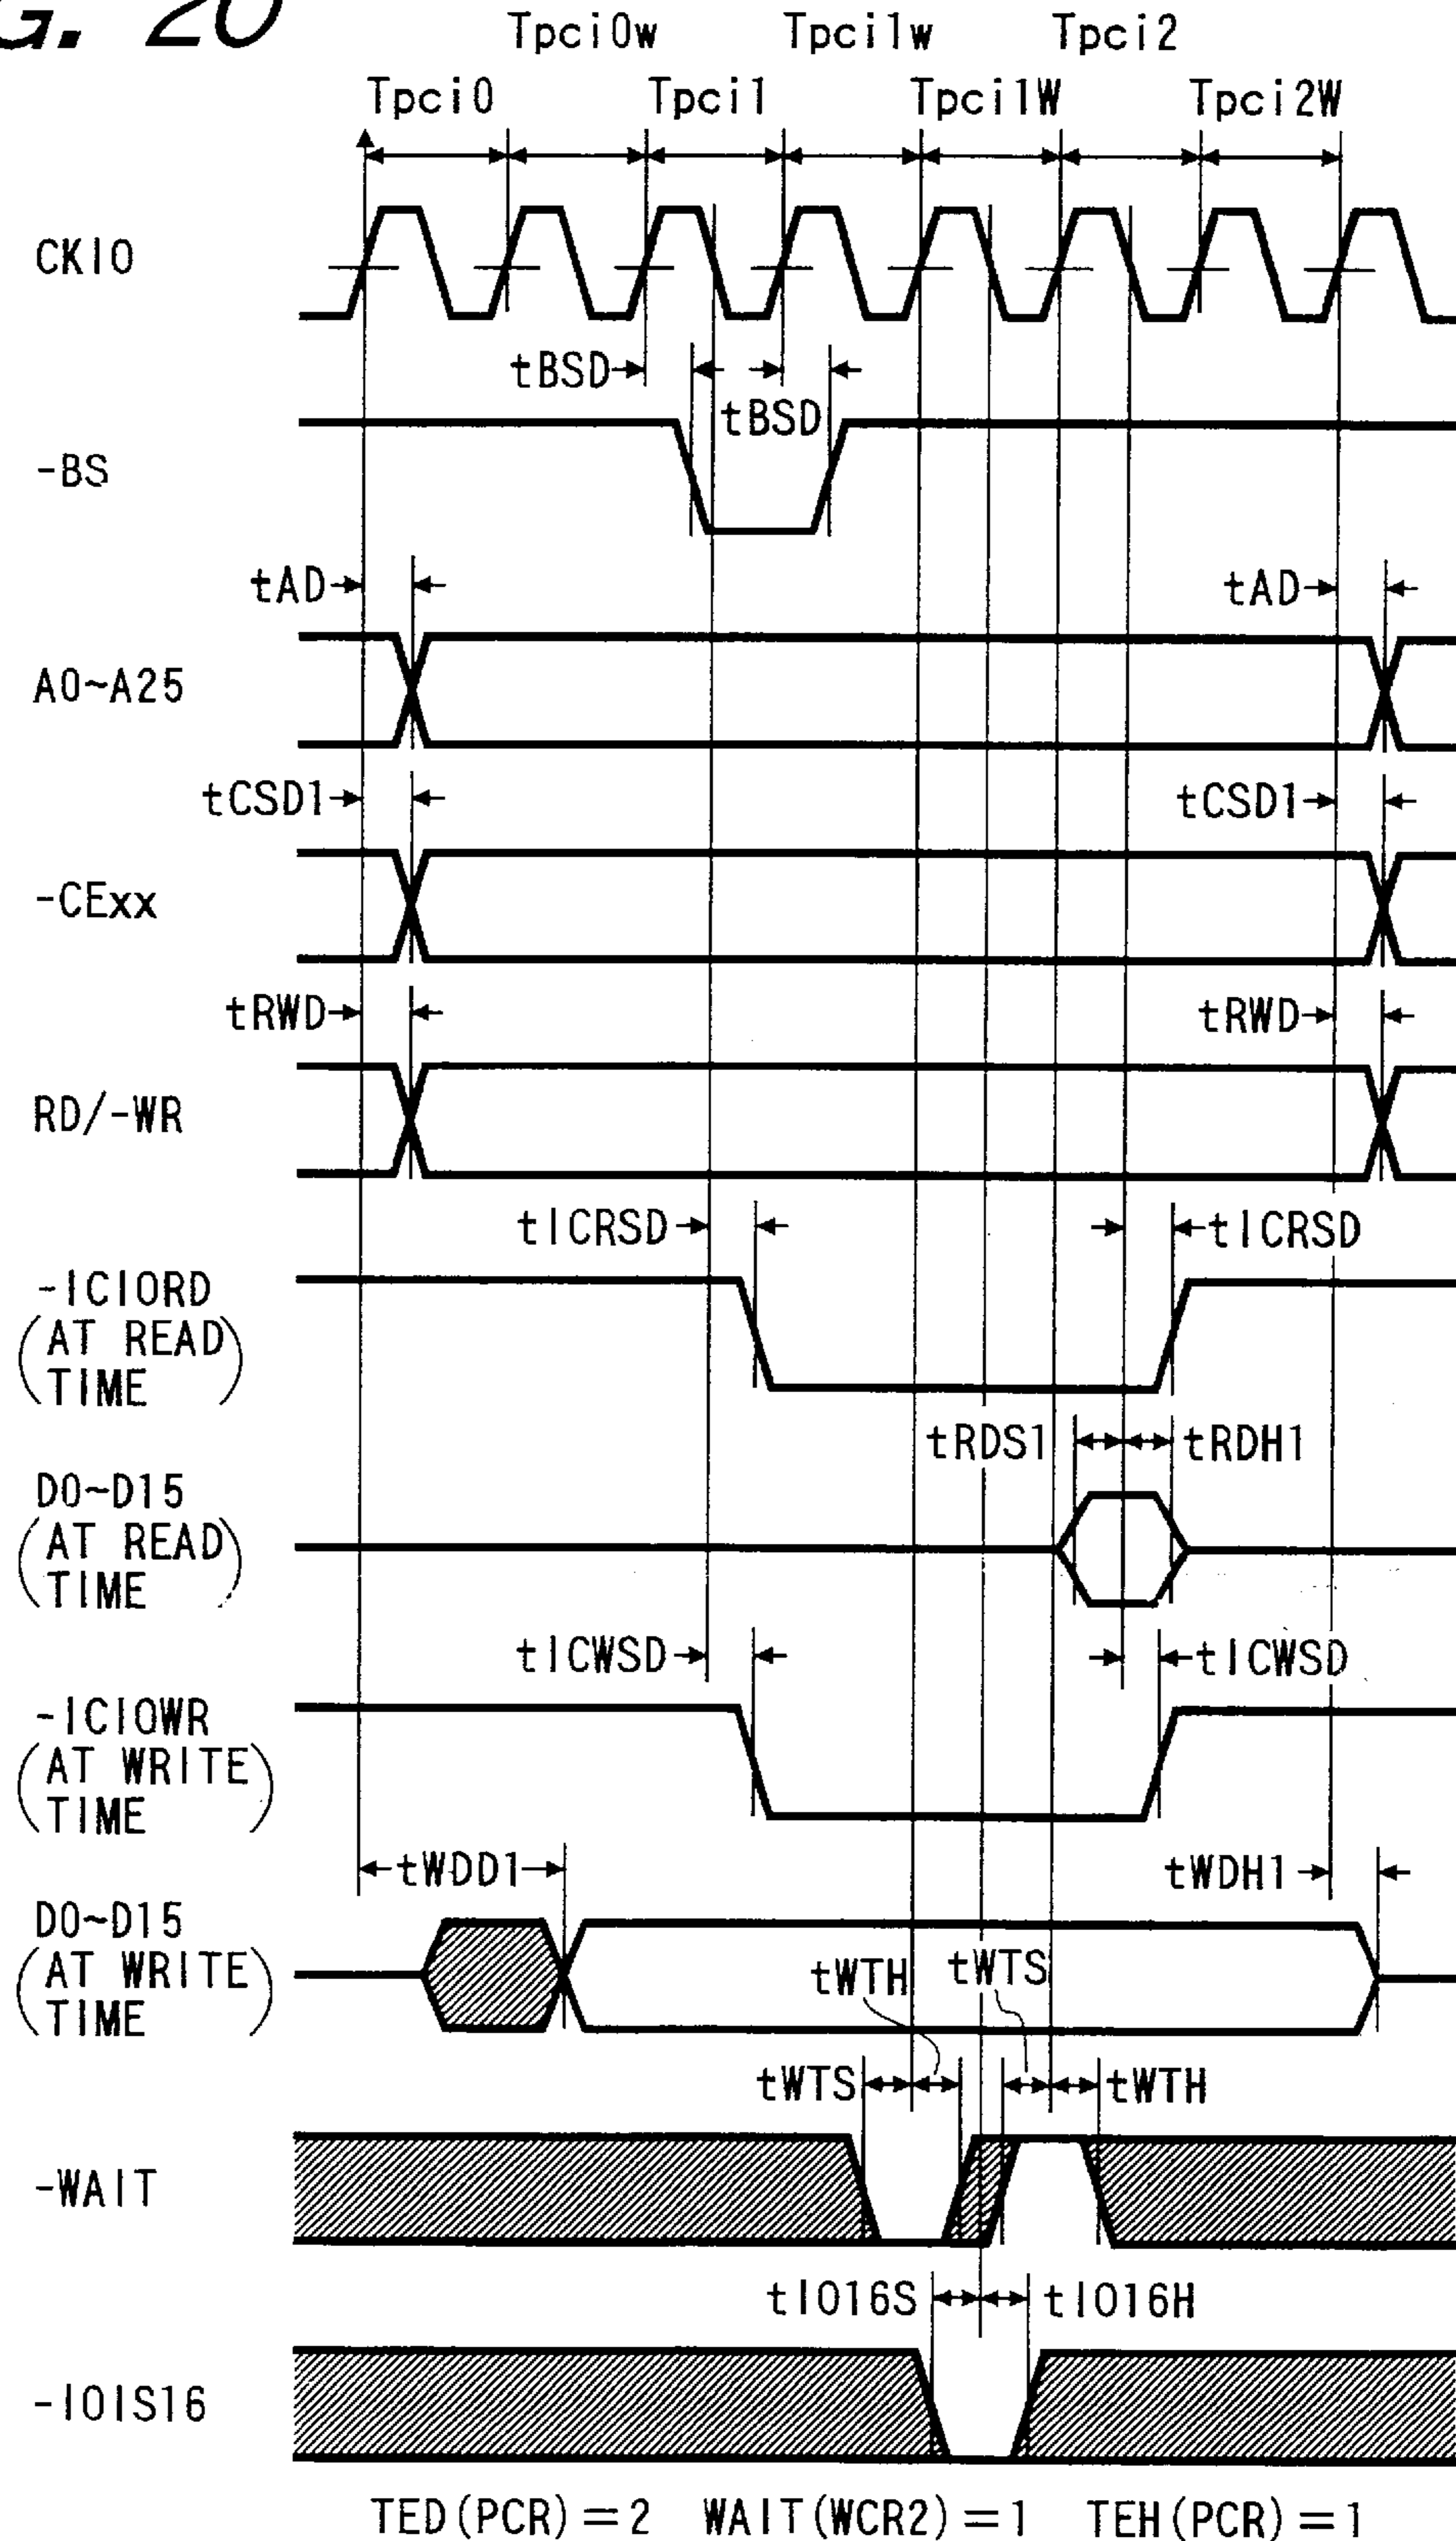 G. 20
Tpci0w Tpci1w Tpci2
Tpci0 Tpci1 Tpci1W Tpci2W
CKIO
tBSD
tBSD
-BS
tAD tAD
A0~A25
tCSD1 tCSD1
-CExx
tRWD tRWD
RD/-WR
tICRSD tICRSD
-ICIORD
(AT READ
TIME)
tRDS1 tRDH1
D0~D15
(AT READ
TIME)
tICWSD tICWSD
-ICIOWR
(AT WRITE
TIME)
tWDD1 tWDH1
D0~D15
(AT WRITE
TIME)
tWTH tWTS
tWTS tWTH
-WAIT
tIO16S tIO16H
-IOIS16
TED(PCR)=2 WAIT(WCR2)=1 TEH(PCR)=1